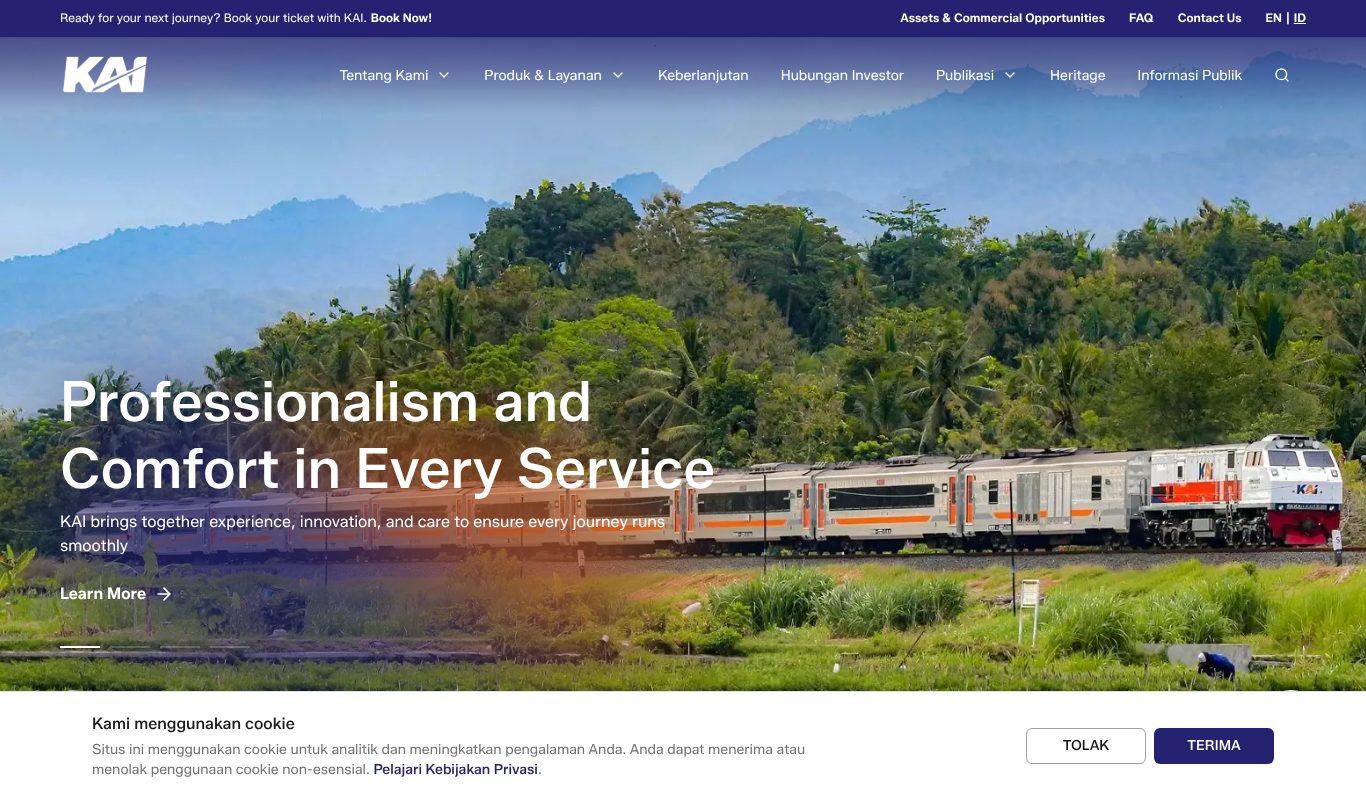 Ready for your next journey? Book your ticket with KAI. Book Now!
Assets & Commercial Opportunities FAQ Contact Us EN | ID
KAI Tentang Kami Produk & Layanan Keberlanjutan Hubungan Investor Publikasi Heritage Informasi Publik
Professionalism and
Comfort in Every Service
KAI
KAI
KAI brings together experience, innovation, and care to ensure every journey runs
smoothly
Learn More
Kami menggunakan cookie
Situs ini menggunakan cookie untuk analitik dan meningkatkan pengalaman Anda. Anda dapat menerima atau
menolak penggunaan cookie non-esensial. Pelajari Kebijakan Privasi.
TOLAK TERIMA